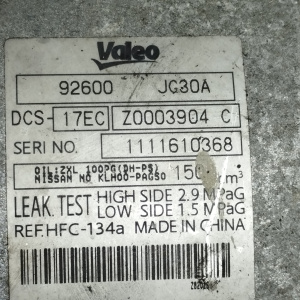 Valeo
92600 JG30A
DCS- 17EC Z0003904 C
SERI NO. 1111610368
OIL:ZXL 100PG(DH-PS)
NISSAN NO KLH00-PAGS0 150 cm³
LEAK. TEST HIGH SIDE 2.9 MPaG
LOW SIDE 1.5 MPaG
REF.HFC-134a MADE IN CHINA